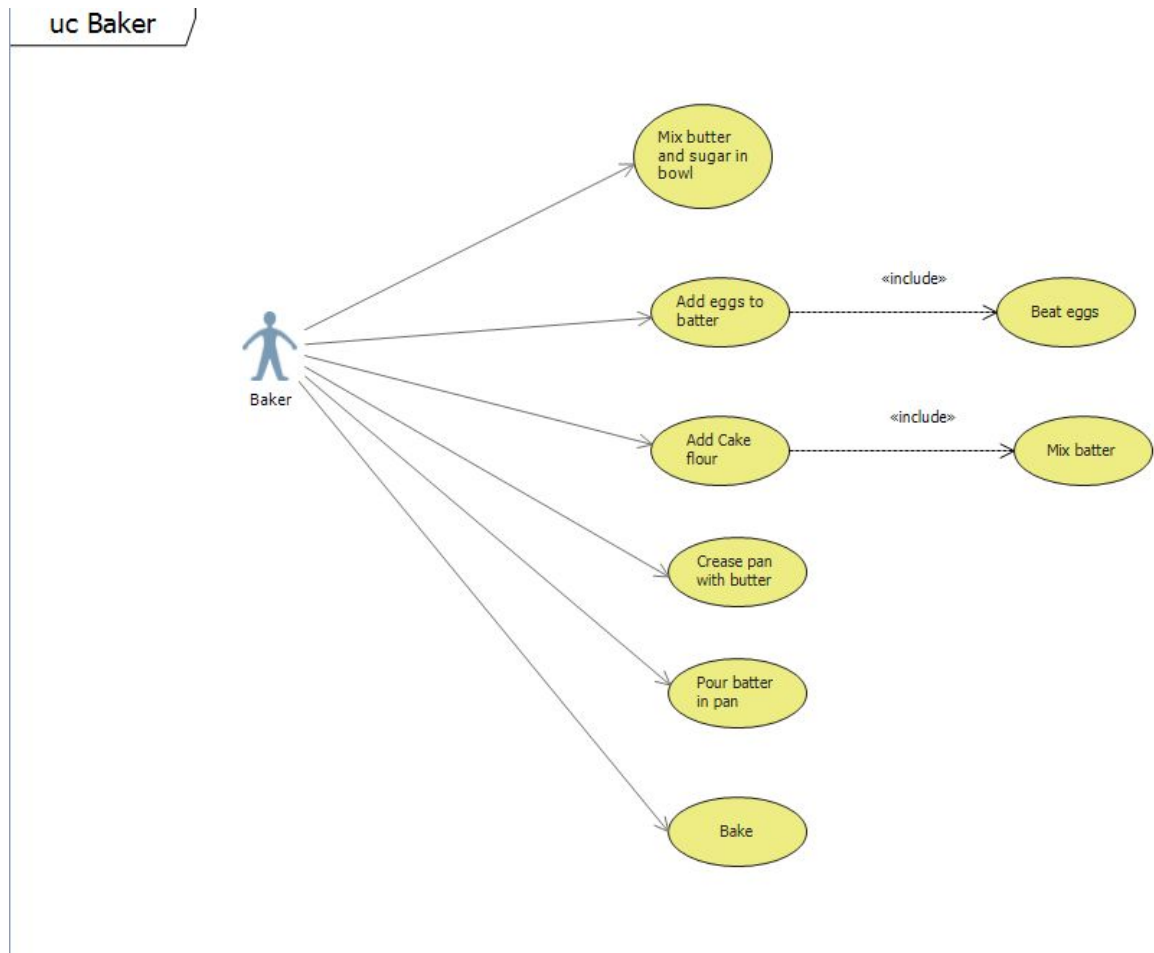 uc Baker
Mix butter
and sugar in
bowl
Add eggs to
batter
«include»
Beat eggs
Baker
Add Cake
flour
«include»
Mix batter
Crease pan
with butter
Pour batter
in pan
Bake